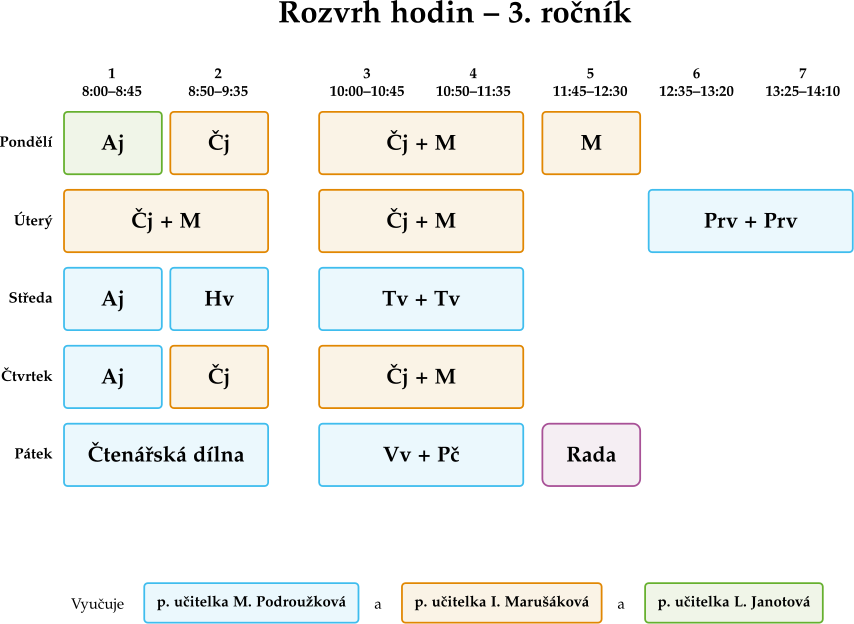 Rozvrh hodin – 3. ročník
1 2 3 4 5 6 7
8:00–8:45 8:50–9:35 10:00–10:45 10:50–11:35 11:45–12:30 12:35–13:20 13:25–14:10
Pondělí Aj Čj Čj + M M
Úterý Čj + M Čj + M Prv + Prv
Středa Aj Hv Tv + Tv
Čtvrtek Aj Čj Čj + M
Pátek Čtenářská dílna Vv + Pč Rada
Vyučuje p. učitelka M. Podroužková a p. učitelka I. Marušáková a p. učitelka L. Janotová